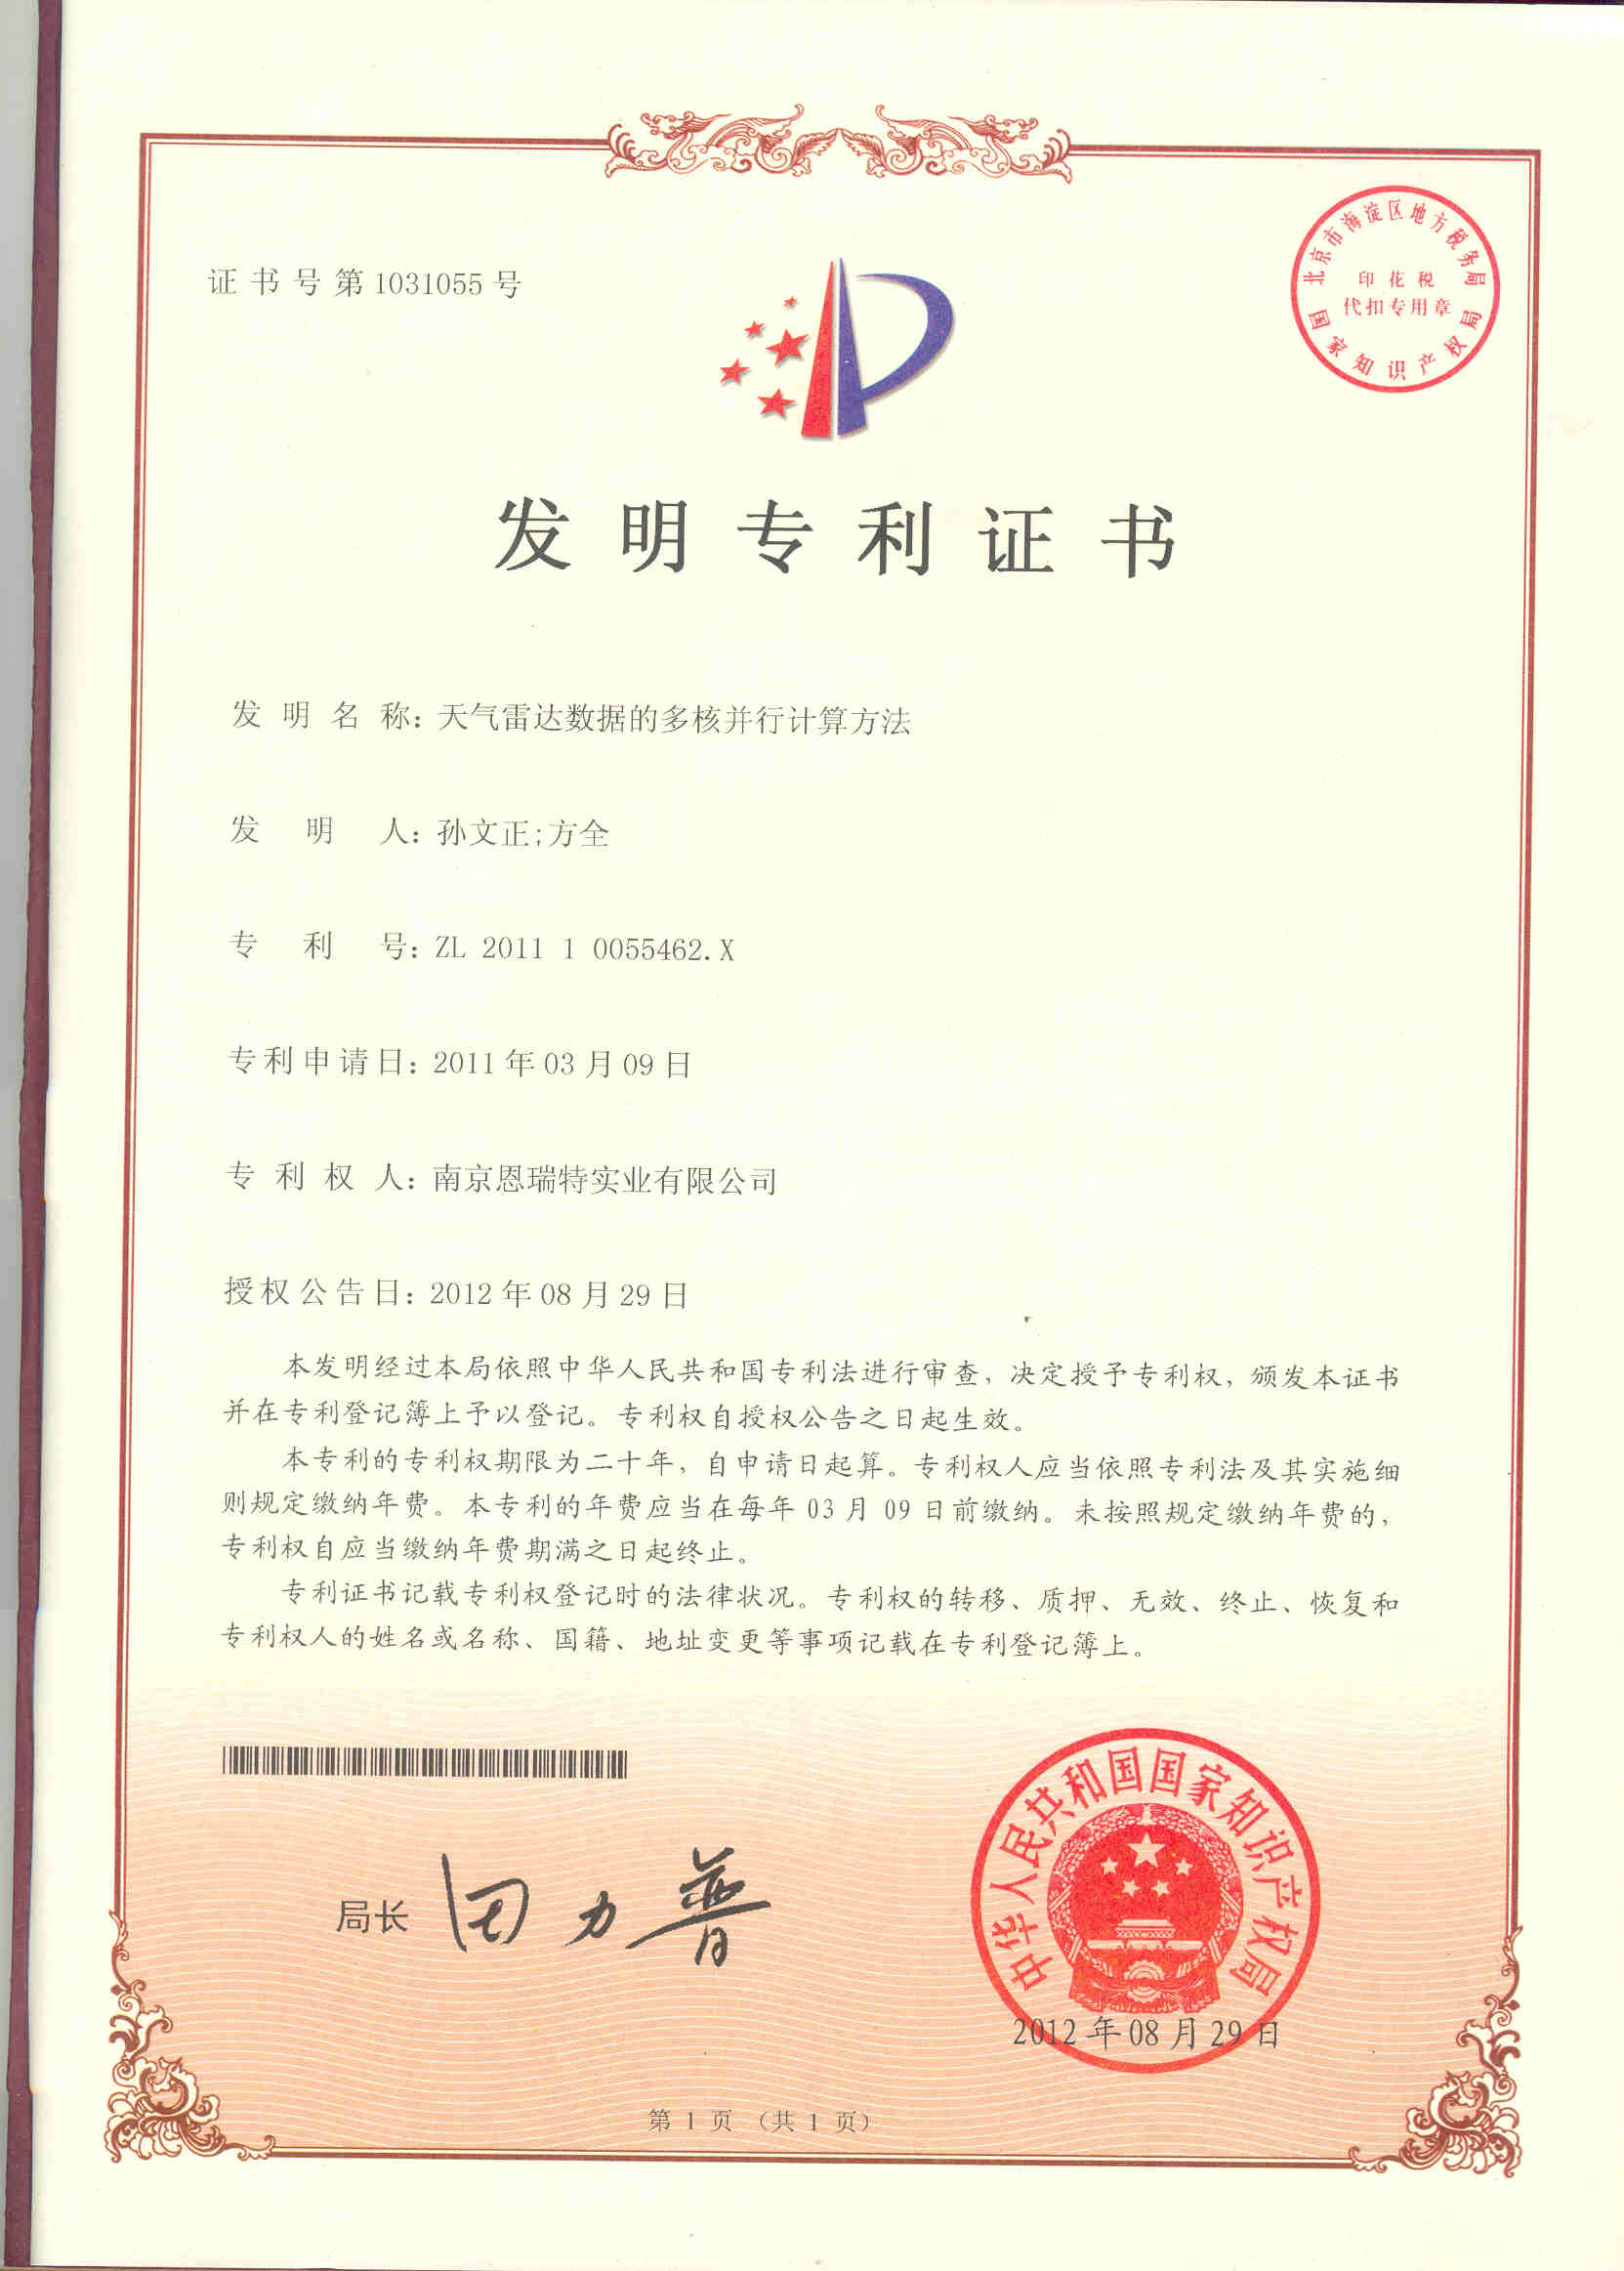 证书号第1031055号
北京市海淀区地方税务局
印花税
代扣专用章
国家知识产权局
发明专利证书
发明名称：天气雷达数据的多核并行计算方法
发明人：孙文正;方全
专利号：ZL 2011 1 0055462.X
专利申请日：2011年03月09日
专利权人：南京恩瑞特实业有限公司
授权公告日：2012年08月29日
本发明经过本局依照中华人民共和国专利法进行审查，决定授予专利权，颁发本证书
并在专利登记簿上予以登记。专利权自授权公告之日起生效。
本专利的专利权期限为二十年，自申请日起算。专利权人应当依照专利法及其实施细
则规定缴纳年费。本专利的年费应当在每年03月09日前缴纳。未按照规定缴纳年费的，
专利权自应当缴纳年费期满之日起终止。
专利证书记载专利权登记时的法律状况。专利权的转移、质押、无效、终止、恢复和
专利权人的姓名或名称、国籍、地址变更等事项记载在专利登记簿上。
局长 田力普
中华人民共和国国家知识产权局
2012年08月29日
第1页（共1页）